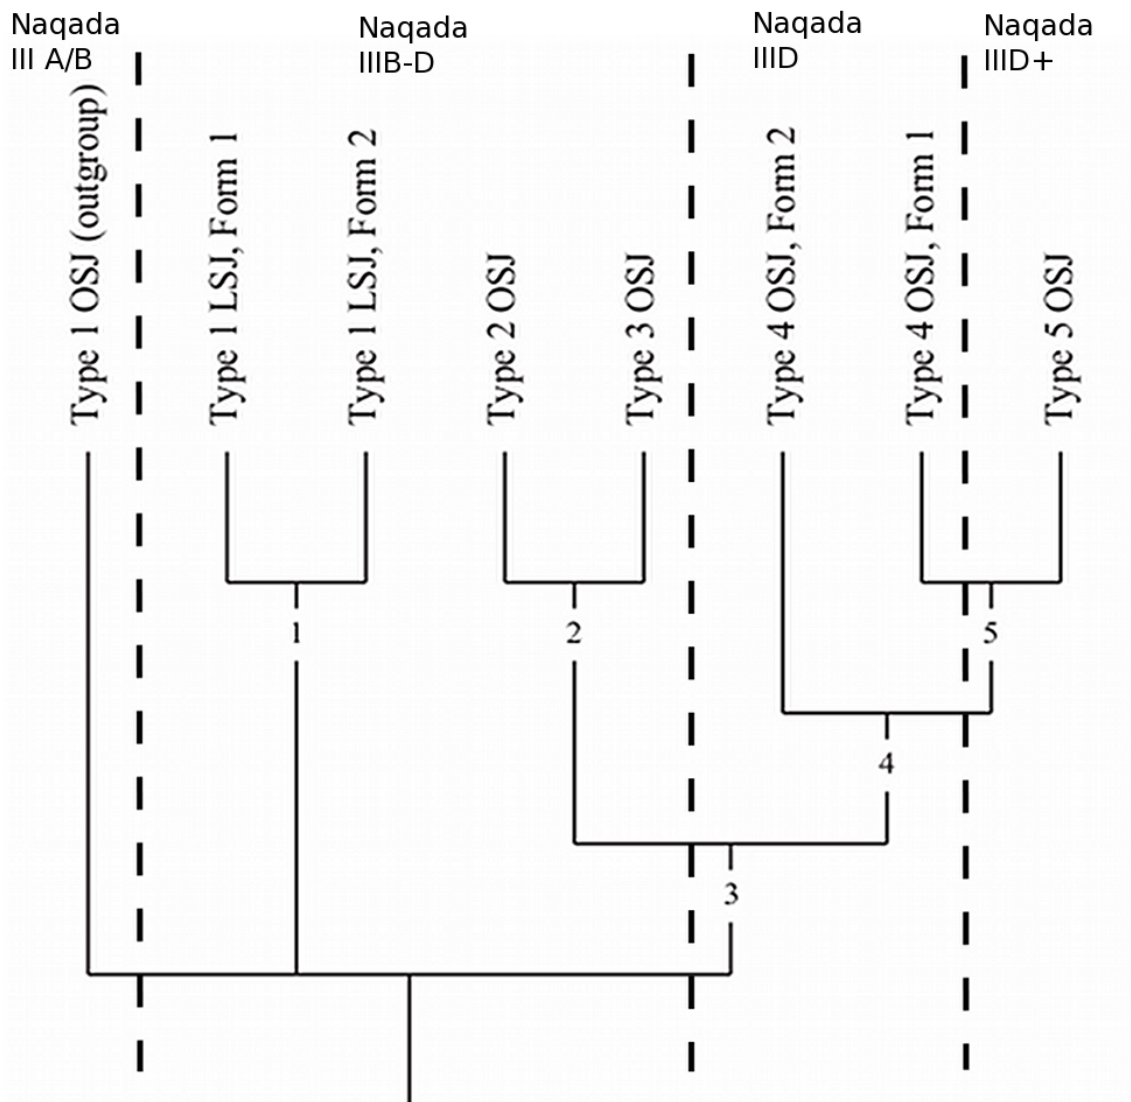 Naqada
III A/B
Naqada
IIIB-D
Naqada
IIID
Naqada
IIID+
Type 1 OSJ (outgroup)
Type 1 LSJ, Form 1
Type 1 LSJ, Form 2
Type 2 OSJ
Type 3 OSJ
Type 4 OSJ, Form 2
Type 4 OSJ, Form 1
Type 5 OSJ
1
2
5
4
3